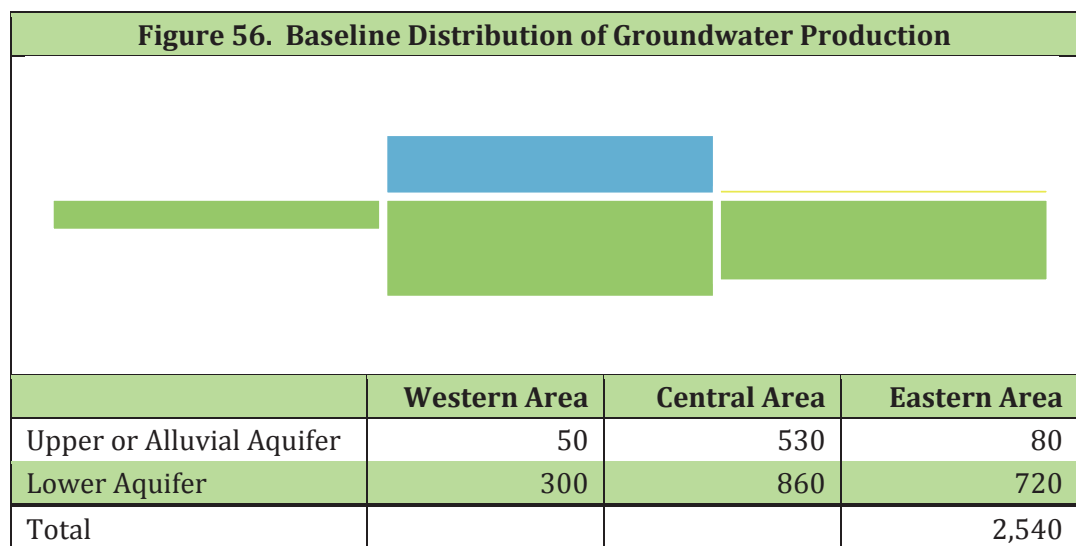 Figure 56. Baseline Distribution of Groundwater Production
Western Area Central Area Eastern Area
Upper or Alluvial Aquifer 50 530 80
Lower Aquifer 300 860 720
Total 2,540